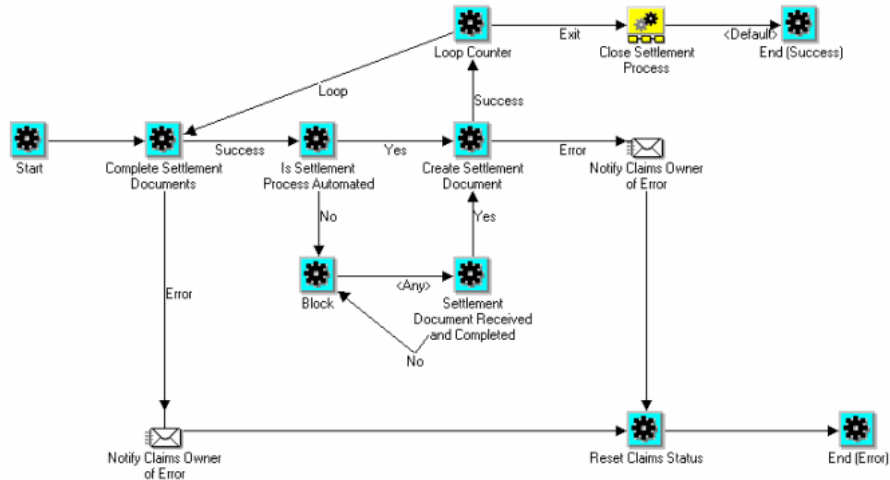 Loop Counter
Exit
Close Settlement
Process
<Default>
End (Success)
Loop
Success
Start
Complete Settlement
Documents
Success
Is Settlement
Process Automated
Yes
Create Settlement
Document
Error
Notify Claims Owner
of Error
No
Yes
Block
<Any>
Settlement
Document Received
and Completed
No
Error
Notify Claims Owner
of Error
Reset Claims Status
End (Error)